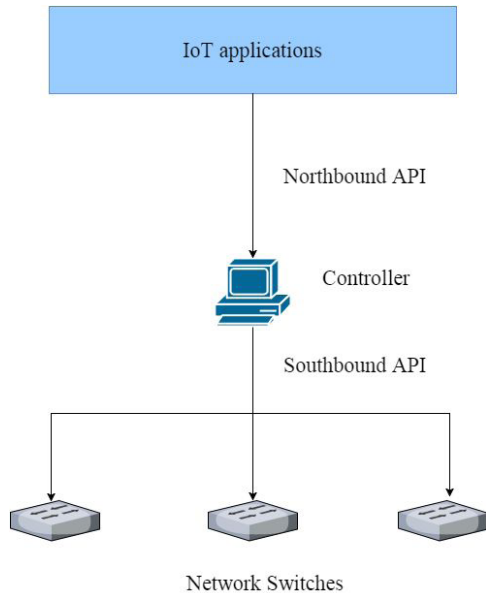 IoT applications
Northbound API
Controller
Southbound API
Network Switches